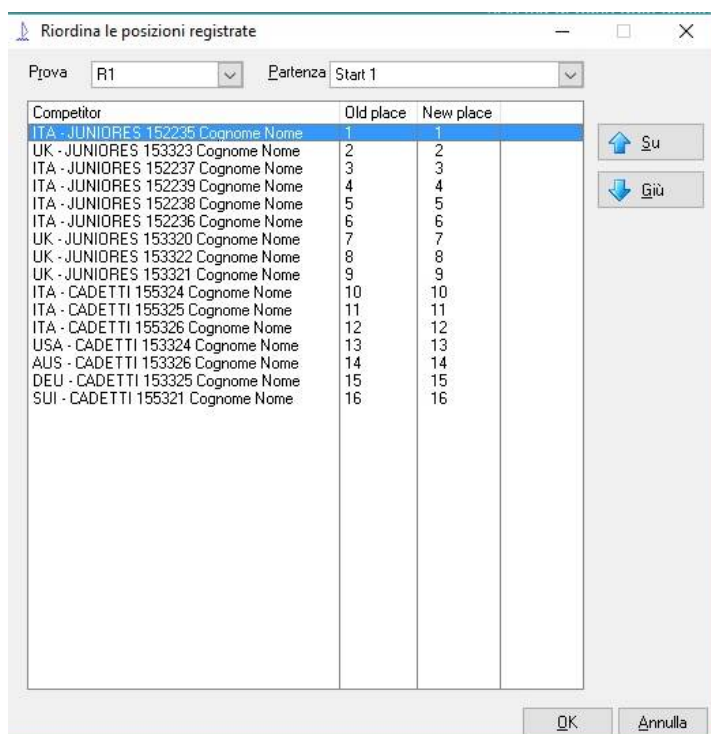 Riordina le posizioni registrate
Prova R1 Partenza Start 1
Competitor Old place New place
ITA - JUNIORES 152235 Cognome Nome 1 1
UK - JUNIORES 153323 Cognome Nome 2 2
ITA - JUNIORES 152237 Cognome Nome 3 3
ITA - JUNIORES 152239 Cognome Nome 4 4
ITA - JUNIORES 152238 Cognome Nome 5 5
ITA - JUNIORES 152236 Cognome Nome 6 6
UK - JUNIORES 153320 Cognome Nome 7 7
UK - JUNIORES 153322 Cognome Nome 8 8
UK - JUNIORES 153321 Cognome Nome 9 9
ITA - CADETTI 155324 Cognome Nome 10 10
ITA - CADETTI 155325 Cognome Nome 11 11
ITA - CADETTI 155326 Cognome Nome 12 12
USA - CADETTI 153324 Cognome Nome 13 13
AUS - CADETTI 153326 Cognome Nome 14 14
DEU - CADETTI 153325 Cognome Nome 15 15
SUI - CADETTI 155321 Cognome Nome 16 16
Su
Giù
OK Annulla